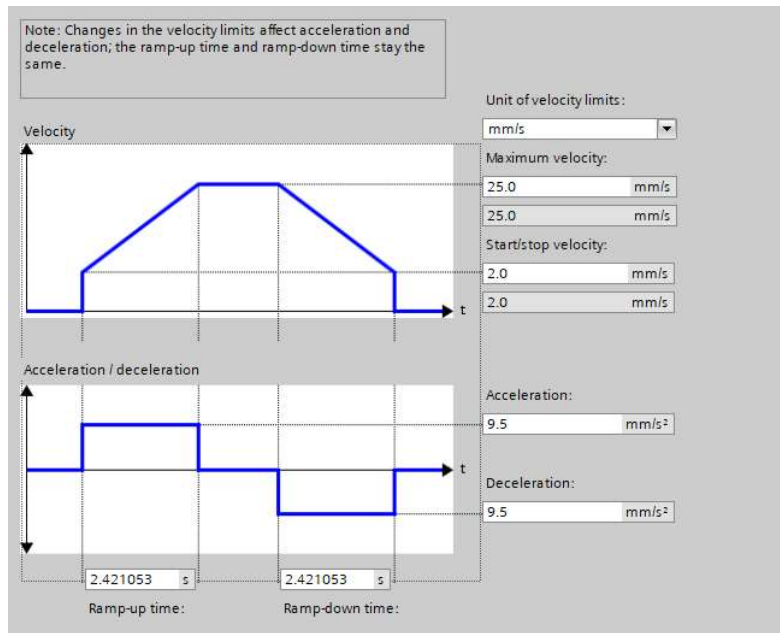 Note: Changes in the velocity limits affect acceleration and
deceleration; the ramp-up time and ramp-down time stay the
same.
Unit of velocity limits:
mm/s
Velocity
Maximum velocity:
25.0 mm/s
25.0 mm/s
Start/stop velocity:
2.0 mm/s
2.0 mm/s
t
Acceleration / deceleration
Acceleration:
9.5 mm/s²
t
Deceleration:
9.5 mm/s²
2.421053 s 2.421053 s
Ramp-up time: Ramp-down time: